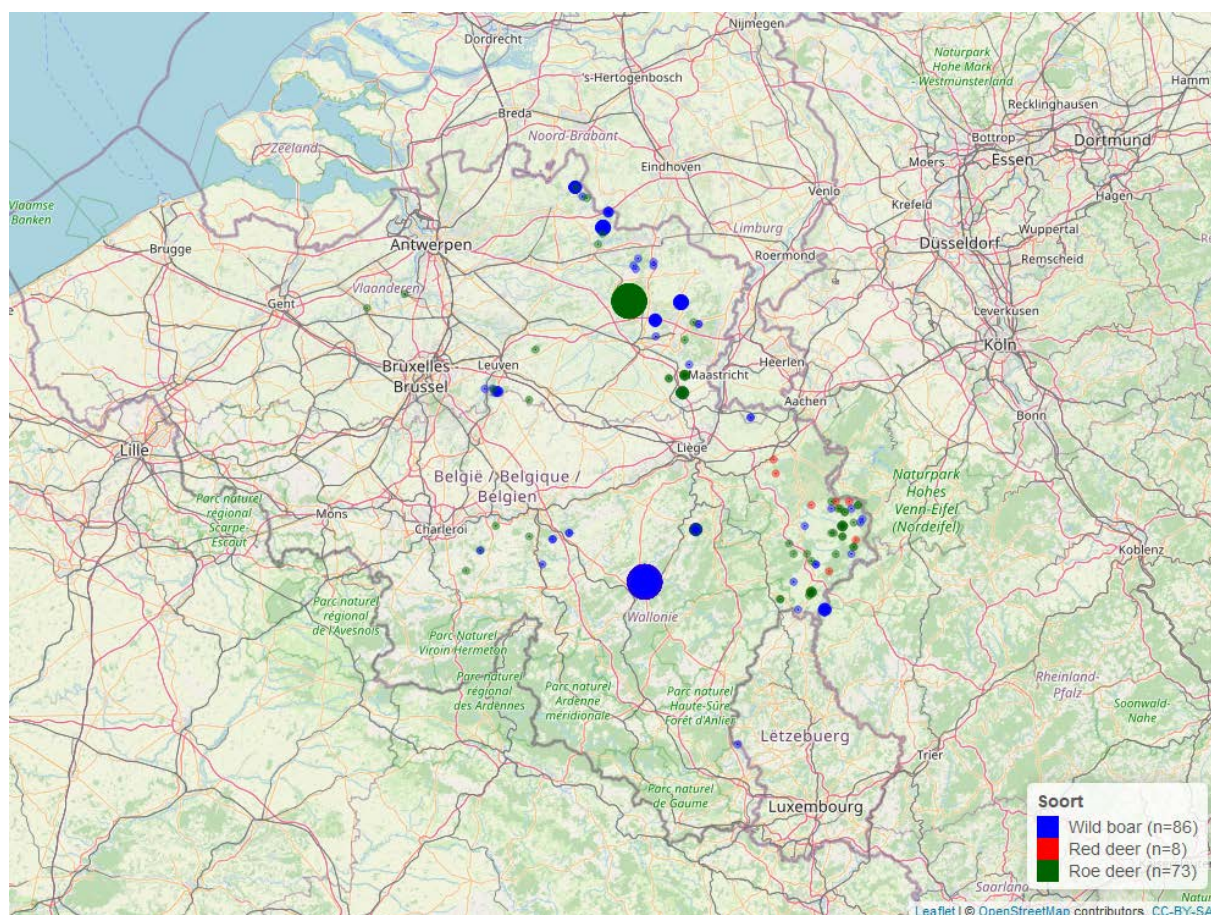 Nijmegen
Dordrecht
Naturpark
Hohe Mark
- Westmünsterland
's-Hertogenbosch
Hamm
Breda
Recklinghausen
Noord-Brabant
Zeeland
Bottrop
Dortmund
Eindhoven
Moers
Essen
Vlaamse
Banken
Venlo
Hagen
Krefeld
Brugge
Limburg
Wuppertal
Antwerpen
Düsseldorf
Roermond
Remscheid
Vlaanderen
Gent
Leverkusen
Köln
Bruxelles -
Brussel
Leuven
Heerlen
Maastricht
Aachen
Bonn
Lille
Liège
België / Belgique /
Belgien
Naturpark
Hohes
Venn-Eifel
(Nordeifel)
Parc naturel
régional
Scarpe-
Escaut
Mons
Charleroi
Koblenz
Parc naturel
régional
de l'Avesnois
Wallonie
Parc Naturel
Viroin Hermeton
Parc naturel
régional
des Ardennes
Parc naturel
Ardenne
méridionale
Parc naturel
Haute-Sûre
Forêt d'Anlier
Rheinland-
Pfalz
Soonwald-
Nahe
Lëtzebuerg
Trier
Parc naturel
de Gaume
Luxembourg
Soort
Wild boar (n=86)
Red deer (n=8)
Roe deer (n=73)
Saarland
Leaflet | © OpenStreetMap contributors, CC-BY-SA